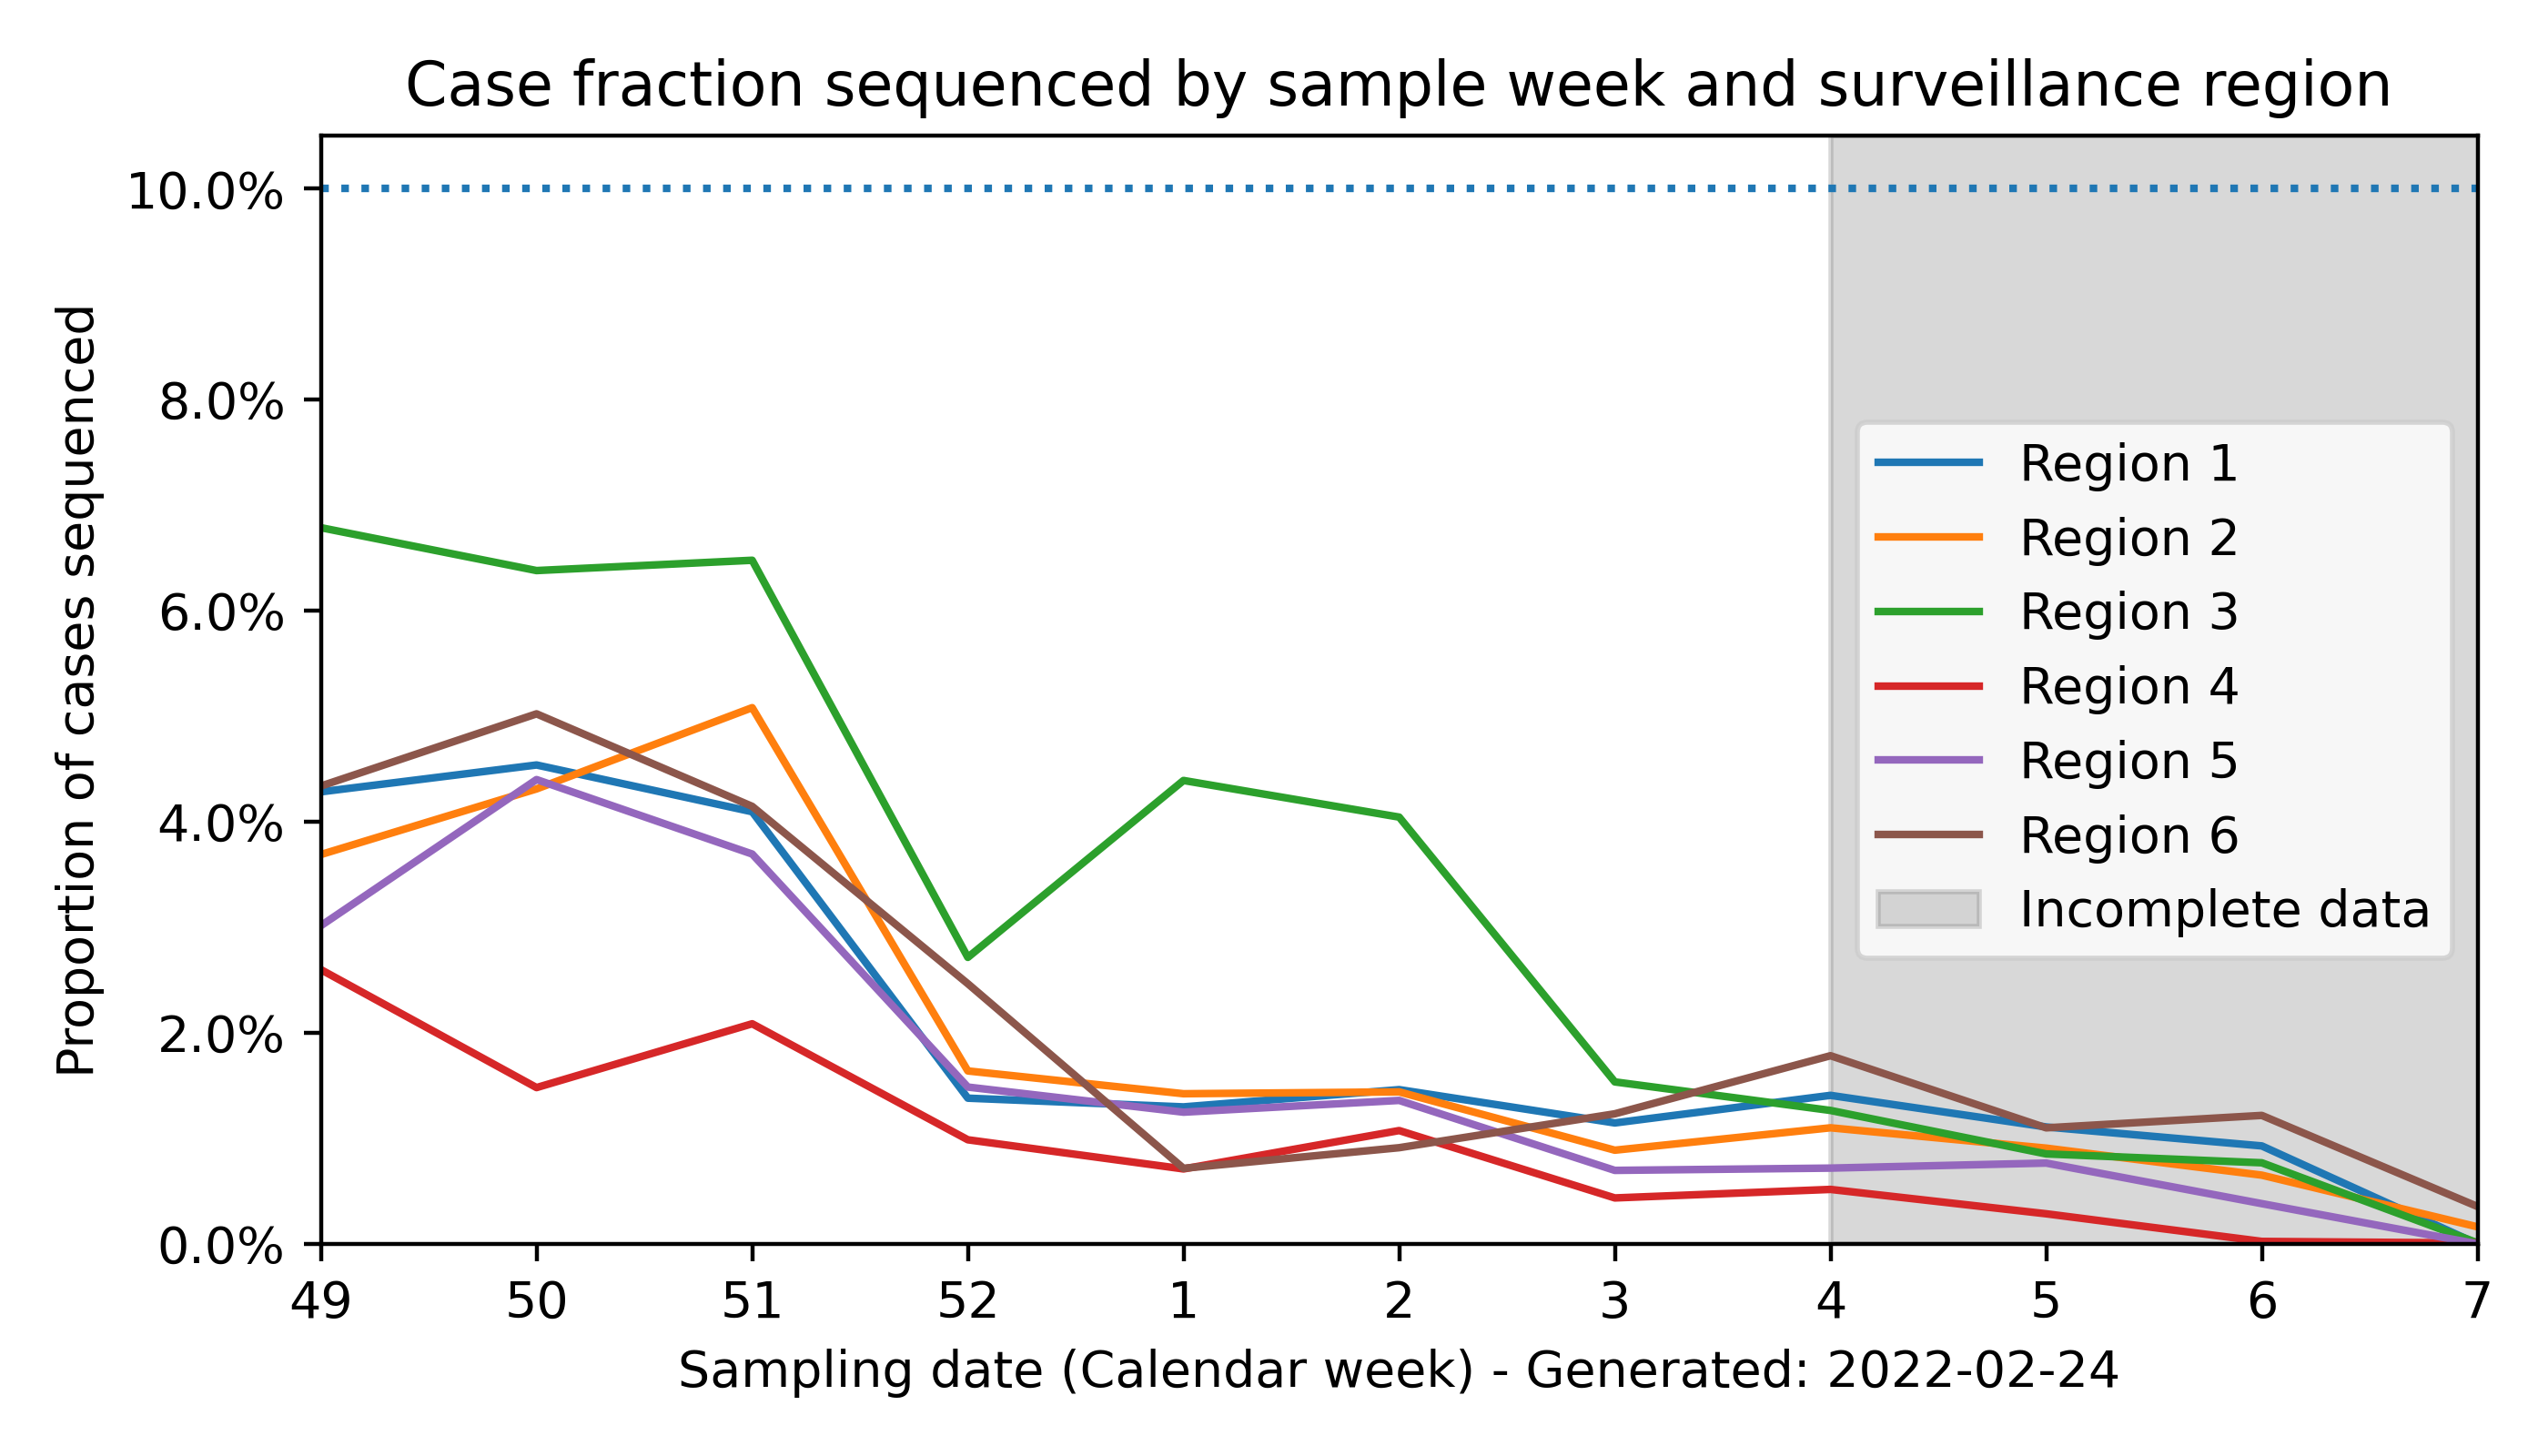 Case fraction sequenced by sample week and surveillance region
Proportion of cases sequenced
10.0%
8.0%
6.0%
4.0%
2.0%
0.0%
Region 1
Region 2
Region 3
Region 4
Region 5
Region 6
Incomplete data
49 50 51 52 1 2 3 4 5 6 7
Sampling date (Calendar week) - Generated: 2022-02-24